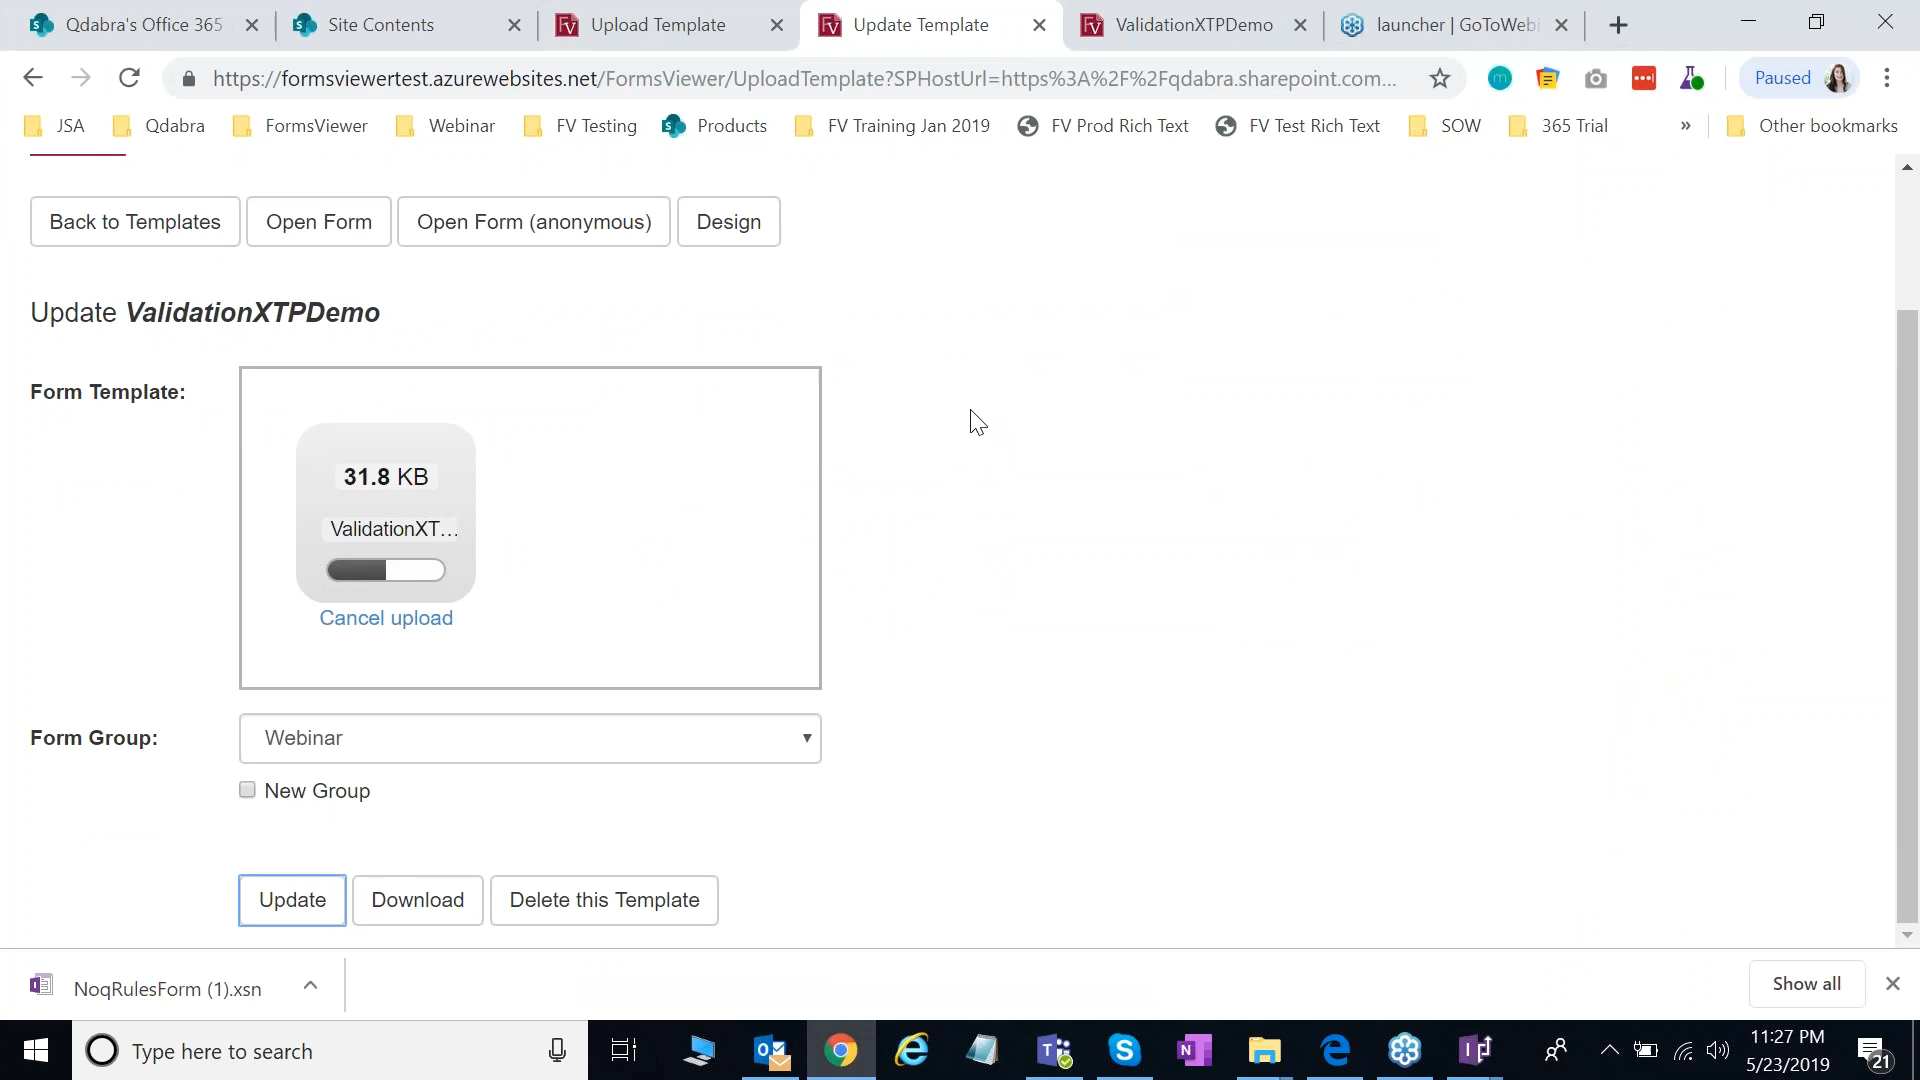 Qdabra's Office 365
Site Contents
Upload Template
Update Template
ValidationXTPDemo
launcher | GoToWebi
https://formsviewertest.azurewebsites.net/FormsViewer/UploadTemplate?SPHostUrl=https%3A%2F%2Fqdabra.sharepoint.com...
Paused
JSA
Qdabra
FormsViewer
Webinar
FV Testing
Products
FV Training Jan 2019
FV Prod Rich Text
FV Test Rich Text
SOW
365 Trial
»
Other bookmarks
Back to Templates
Open Form
Open Form (anonymous)
Design
Update ValidationXTPDemo
Form Template:
31.8 KB
ValidationXT...
Cancel upload
Form Group:
Webinar
New Group
Update
Download
Delete this Template
NoqRulesForm (1).xsn
Show all
Type here to search
11:27 PM
5/23/2019
21